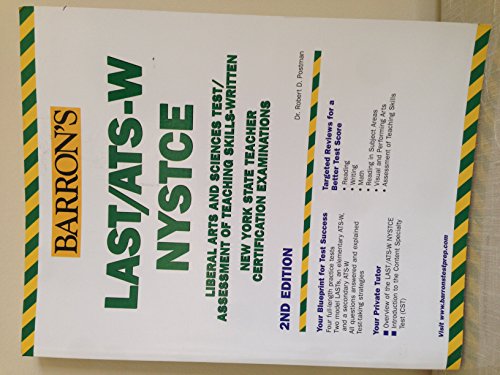 BARRON'S
LAST/ATS-W
NYSTCE
LIBERAL ARTS AND SCIENCES TEST/
ASSESSMENT OF TEACHING SKILLS-WRITTEN
NEW YORK STATE TEACHER
CERTIFICATION EXAMINATIONS
2ND EDITION
Dr. Robert D. Postman
Your Blueprint for Test Success
Four full-length practice tests
Two model LASTs, an elementary ATS-W,
and a secondary ATS-W
All questions answered and explained
Test-taking strategies
Your Private Tutor
■ Overview of the LAST/ATS-W NYSTCE
■ Introduction to the Content Specialty
Test (CST)
Targeted Reviews for a
Better Test Score
• Reading
• Writing
• Math
• Reading in Subject Areas
• Visual and Performing Arts
• Assessment of Teaching Skills
Visit www.barronstestprep.com